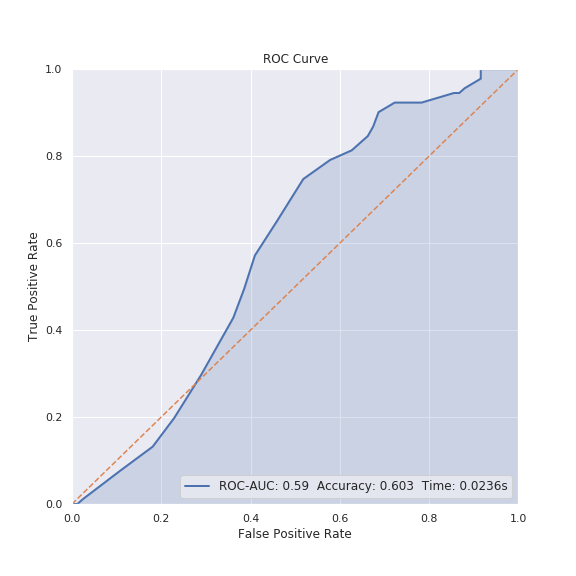 ROC Curve
1.0
0.8
0.6
0.4
0.2
0.0
True Positive Rate
ROC-AUC: 0.59  Accuracy: 0.603  Time: 0.0236s
0.0 0.2 0.4 0.6 0.8 1.0
False Positive Rate